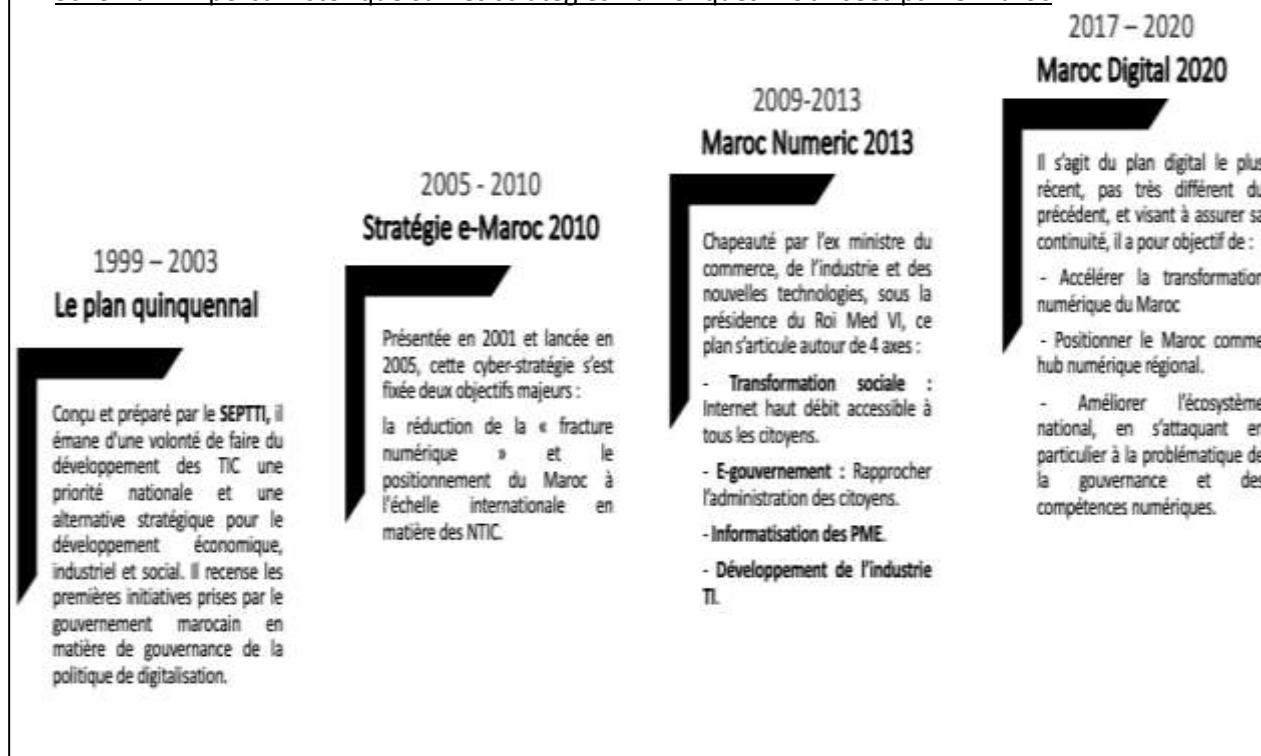 1999 – 2003
Le plan quinquennal
Conçu et préparé par le SEPTTI, il
émane d'une volonté de faire du
développement des TIC une
priorité nationale et une
alternative stratégique pour le
développement économique,
industriel et social. Il recense les
premières initiatives prises par le
gouvernement marocain en
matière de gouvernance de la
politique de digitalisation.
2005 - 2010
Stratégie e-Maroc 2010
Présentée en 2001 et lancée en
2005, cette cyber-stratégie s'est
fixée deux objectifs majeurs :
la réduction de la « fracture
numérique » et le
positionnement du Maroc à
l'échelle internationale en
matière des NTIC.
2009-2013
Maroc Numeric 2013
Chapeauté par l'ex ministre du
commerce, de l'industrie et des
nouvelles technologies, sous la
présidence du Roi Med VI, ce
plan s'articule autour de 4 axes :
- Transformation sociale :
Internet haut débit accessible à
tous les citoyens.
- E-gouvernement : Rapprocher
l'administration des citoyens.
- Informatisation des PME.
- Développement de l'industrie
TI.
2017 – 2020
Maroc Digital 2020
Il s'agit du plan digital le plus
récent, pas très différent du
précédent, et visant à assurer sa
continuité, il a pour objectif de :
- Accélérer la transformation
numérique du Maroc
- Positionner le Maroc comme
hub numérique régional.
- Améliorer l'écosystème
national, en s'attaquant en
particulier à la problématique de
la gouvernance et des
compétences numériques.